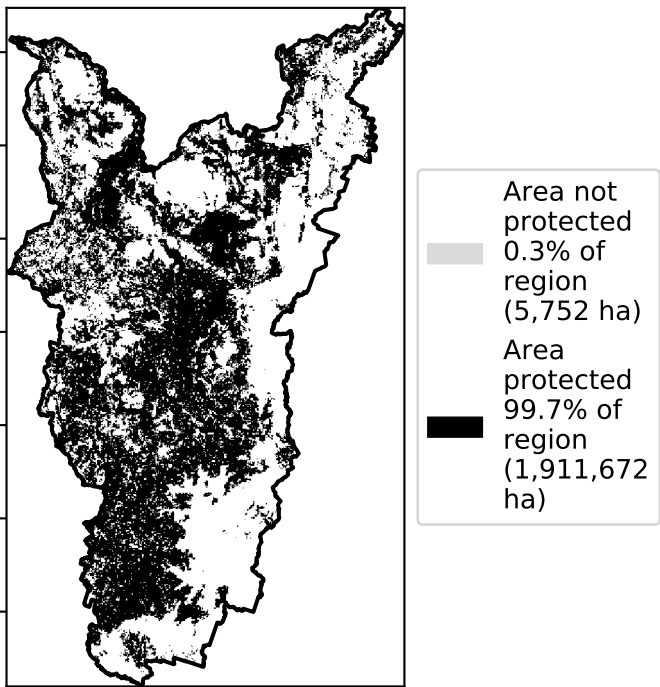 Area not
protected
0.3% of
region
(5,752 ha)
Area
protected
99.7% of
region
(1,911,672
ha)